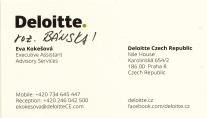 Deloitte.
roz. BÁNSKÁ!
Eva Kokešová
Executive Assistant
Advisory Services
Deloitte Czech Republic
Nile House
Karolinská 654/2
186 00 Praha 8
Czech Republic
Mobile: +420 734 645 447
Reception: +420 246 042 500
ekokesova@deloitteCE.com
deloitte.cz
facebook.com/deloitte.cz